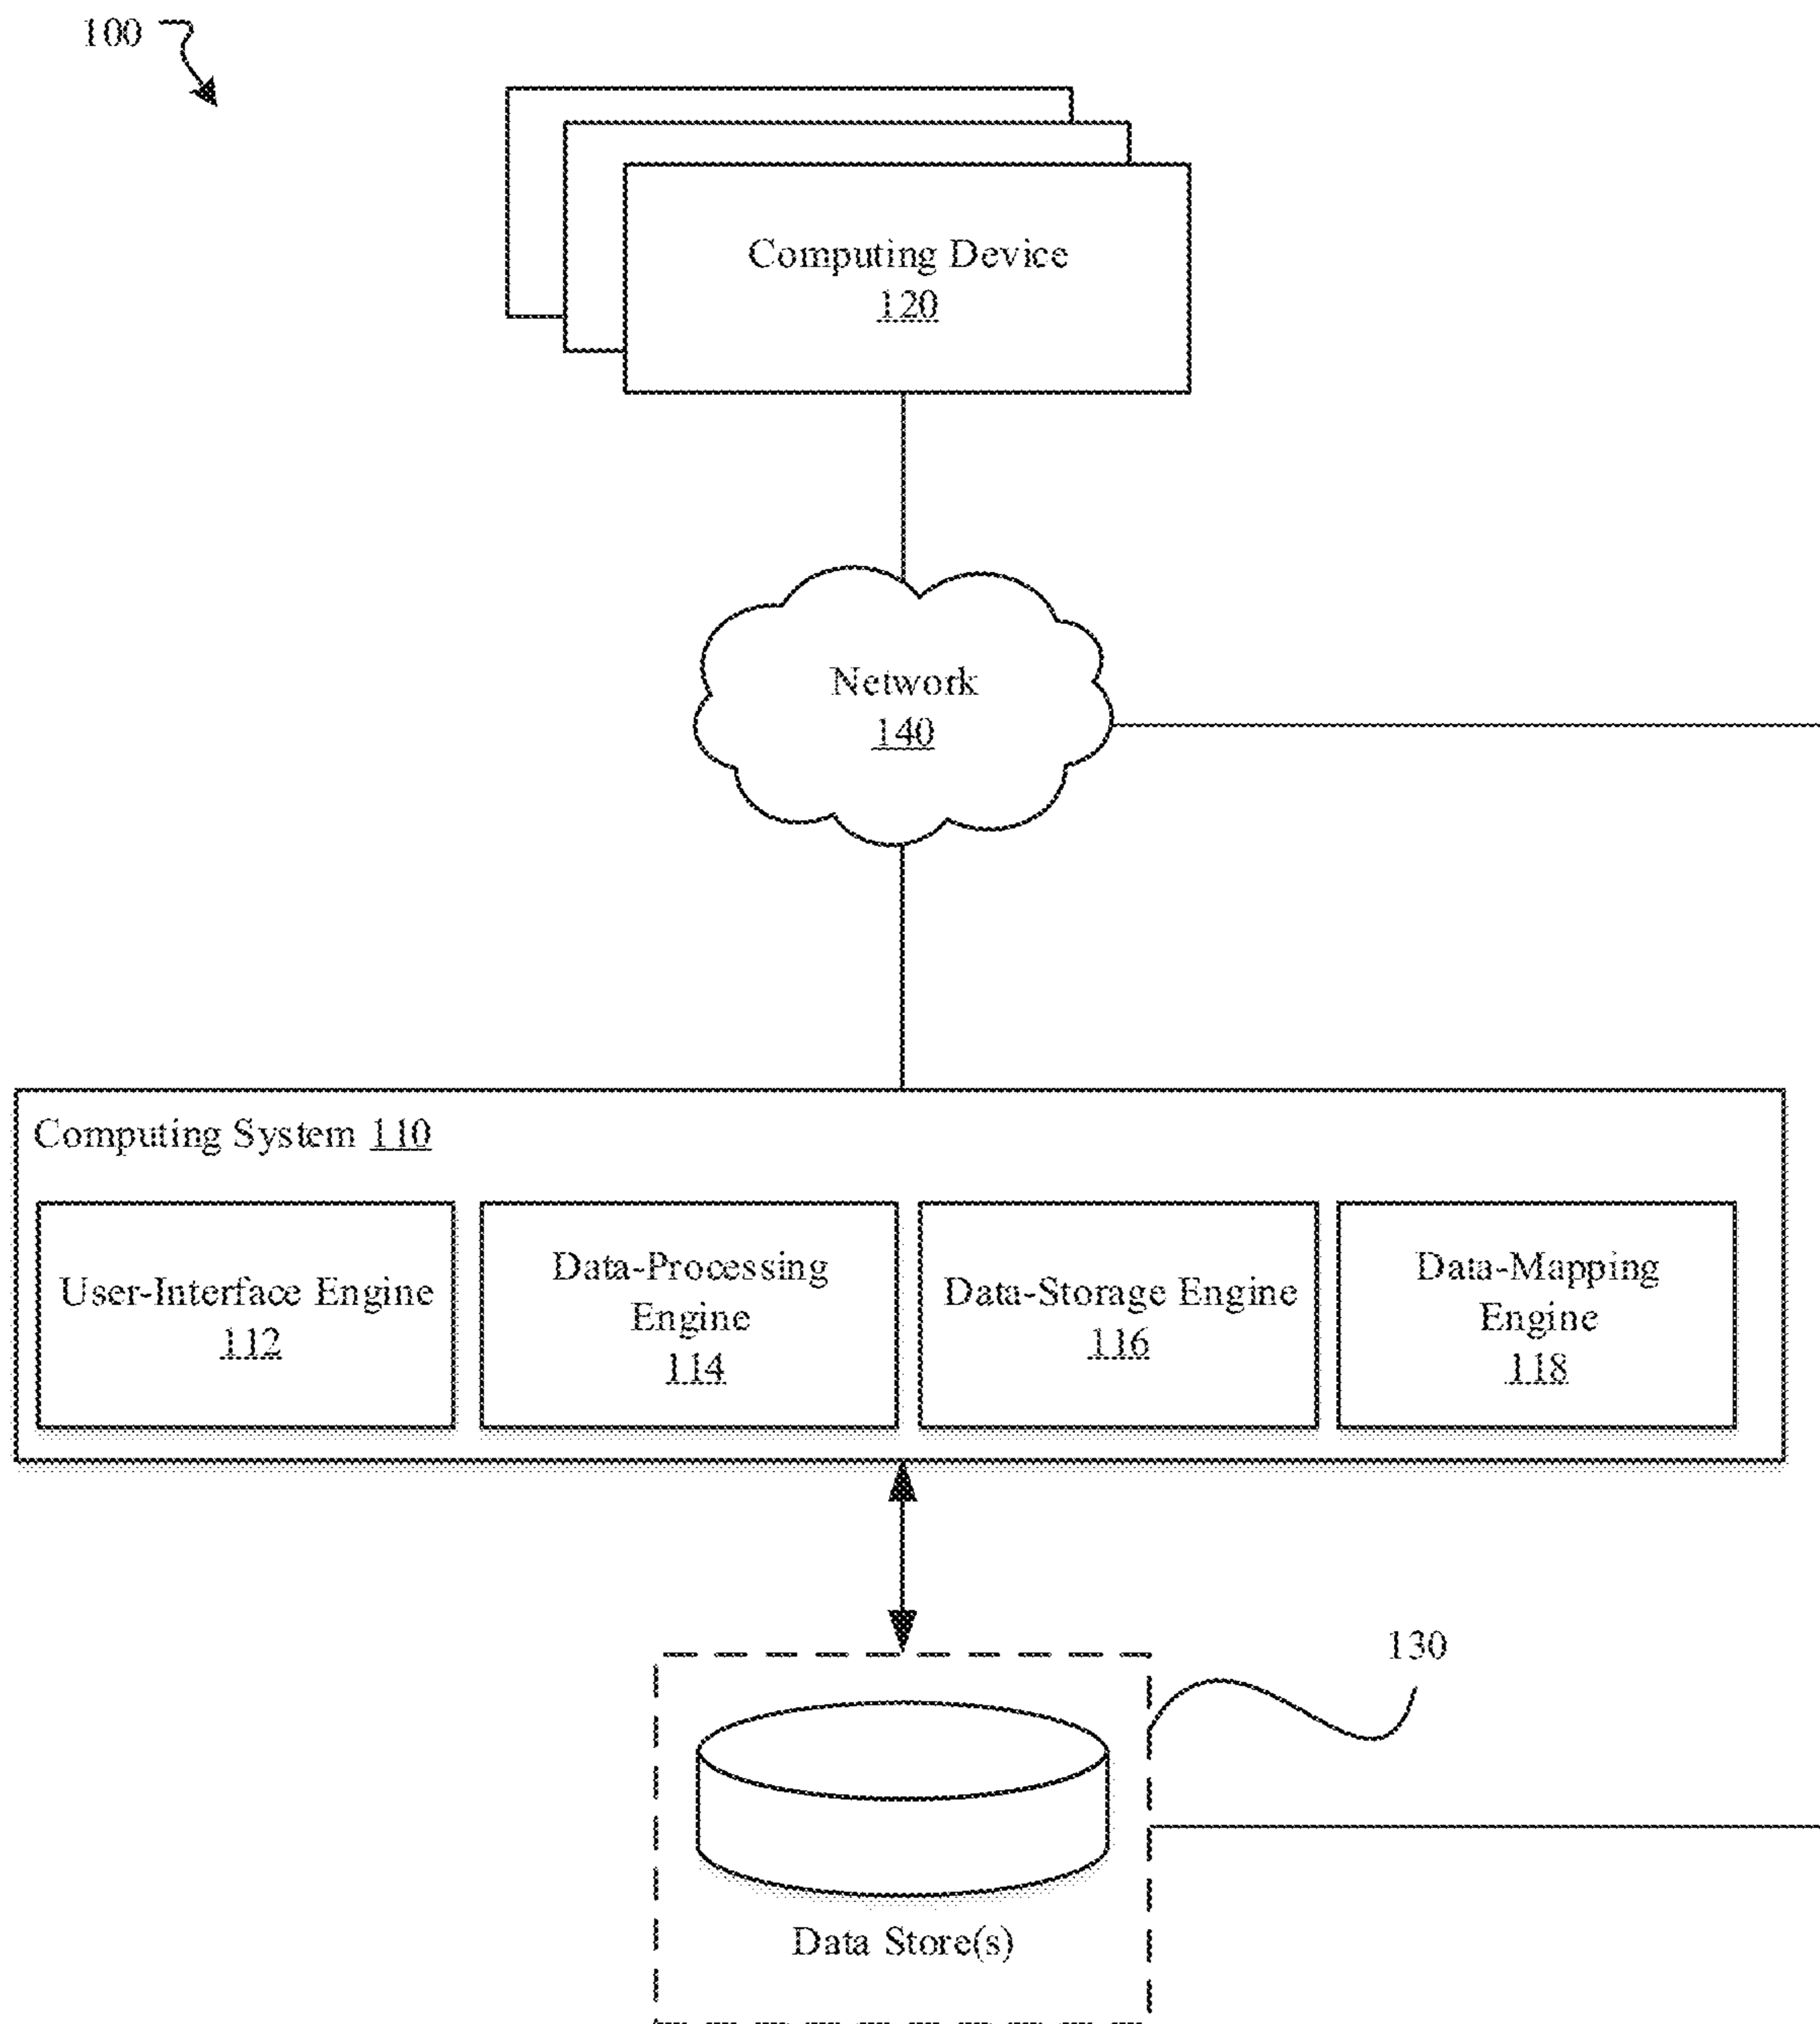 100
Computing Device
120
Network
140
Computing System 110
User-Interface Engine
112
Data-Processing
Engine
114
Data-Storage Engine
116
Data-Mapping
Engine
118
130
Data Store(s)